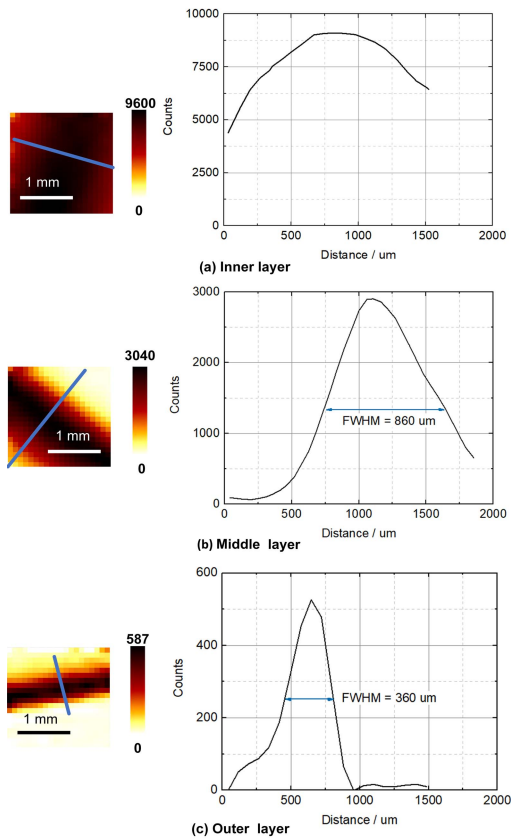 10000
7500
5000
2500
0
Counts
0 500 1000 1500 2000
Distance / um
9600
0
1 mm
(a) Inner layer
3000
2000
1000
0
Counts
FWHM = 860 um
0 500 1000 1500 2000
Distance / um
3040
0
1 mm
(b) Middle layer
600
400
200
0
Counts
FWHM = 360 um
0 500 1000 1500 2000
Distance / um
587
0
1 mm
(c) Outer layer